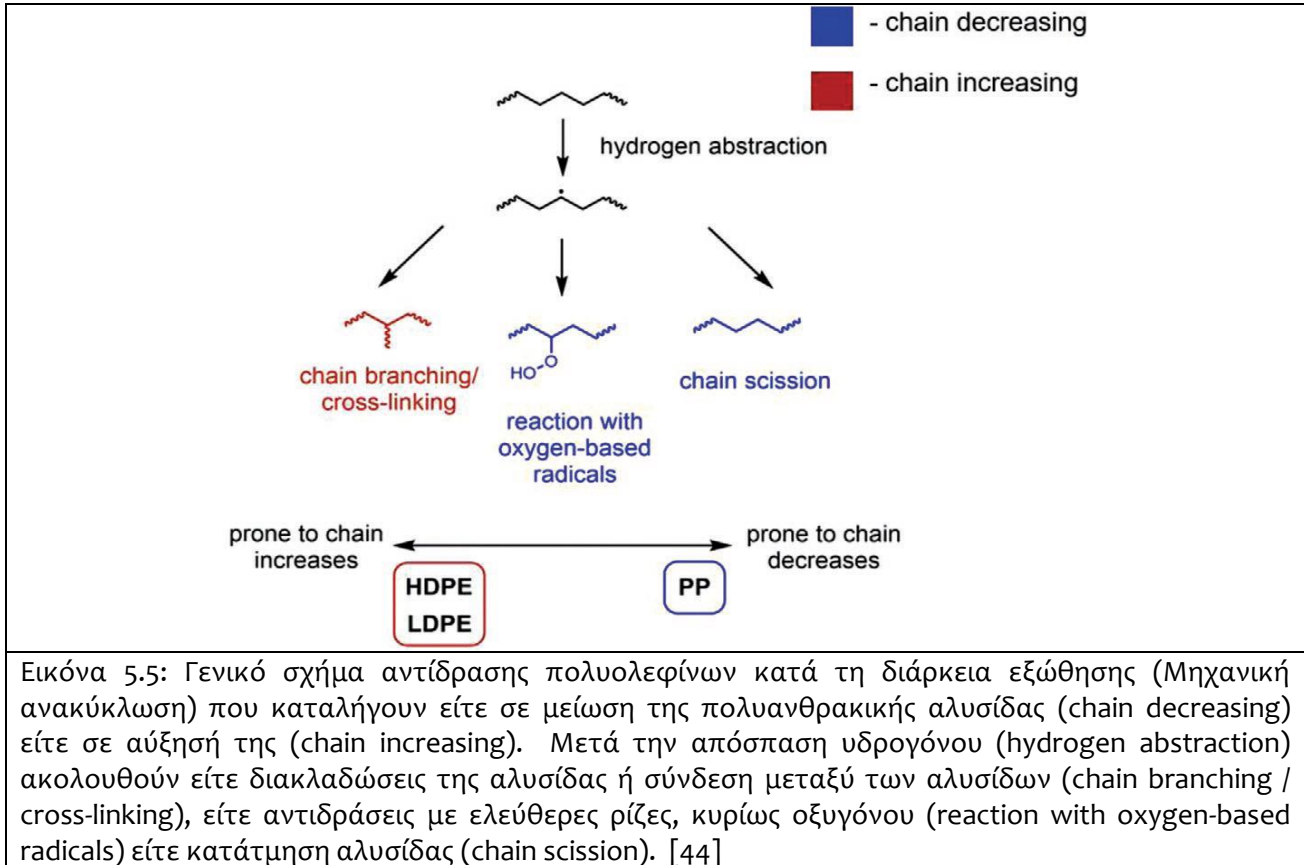 - chain decreasing
- chain increasing
hydrogen abstraction
chain branching/
cross-linking
HO
O
reaction with
oxygen-based
radicals
chain scission
prone to chain
increases
prone to chain
decreases
HDPE
LDPE
PP
Εικόνα 5.5: Γενικό σχήμα αντίδρασης πολυολεφίνων κατά τη διάρκεια εξώθησης (Μηχανική
ανακύκλωση) που καταλήγουν είτε σε μείωση της πολυανθρακικής αλυσίδας (chain decreasing)
είτε σε αύξησή της (chain increasing). Μετά την απόσπαση υδρογόνου (hydrogen abstraction)
ακολουθούν είτε διακλαδώσεις της αλυσίδας ή σύνδεση μεταξύ των αλυσίδων (chain branching /
cross-linking), είτε αντιδράσεις με ελεύθερες ρίζες, κυρίως οξυγόνου (reaction with oxygen-based
radicals) είτε κατάτμηση αλυσίδας (chain scission). [44]